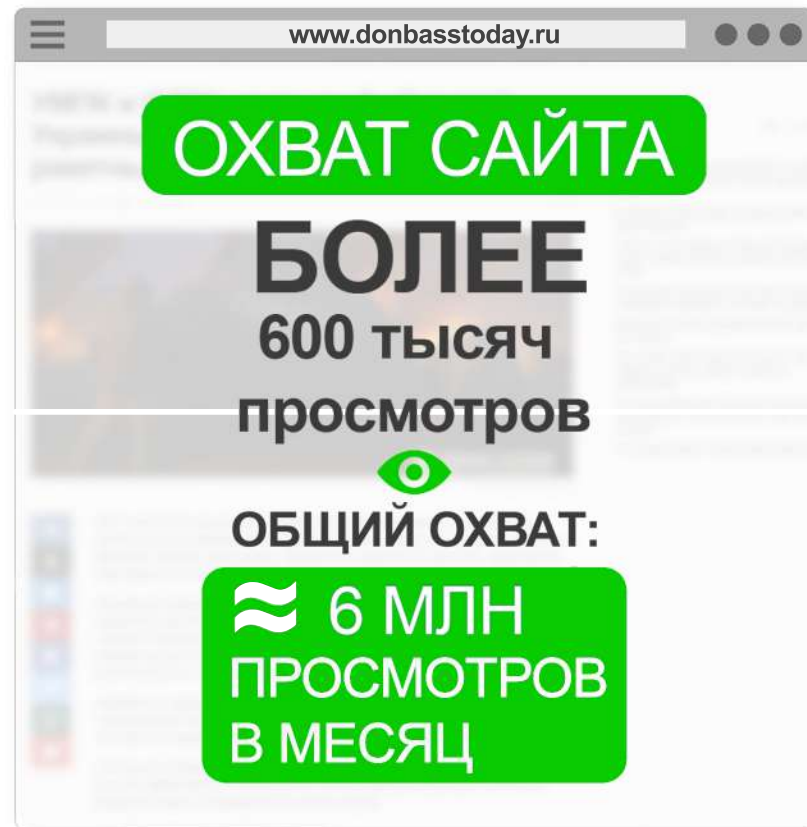 www.donbasstoday.ru
ОХВАТ САЙТА
БОЛЕЕ
600 тысяч
просмотров
ОБЩИЙ ОХВАТ:
≈ 6 МЛН
ПРОСМОТРОВ
В МЕСЯЦ